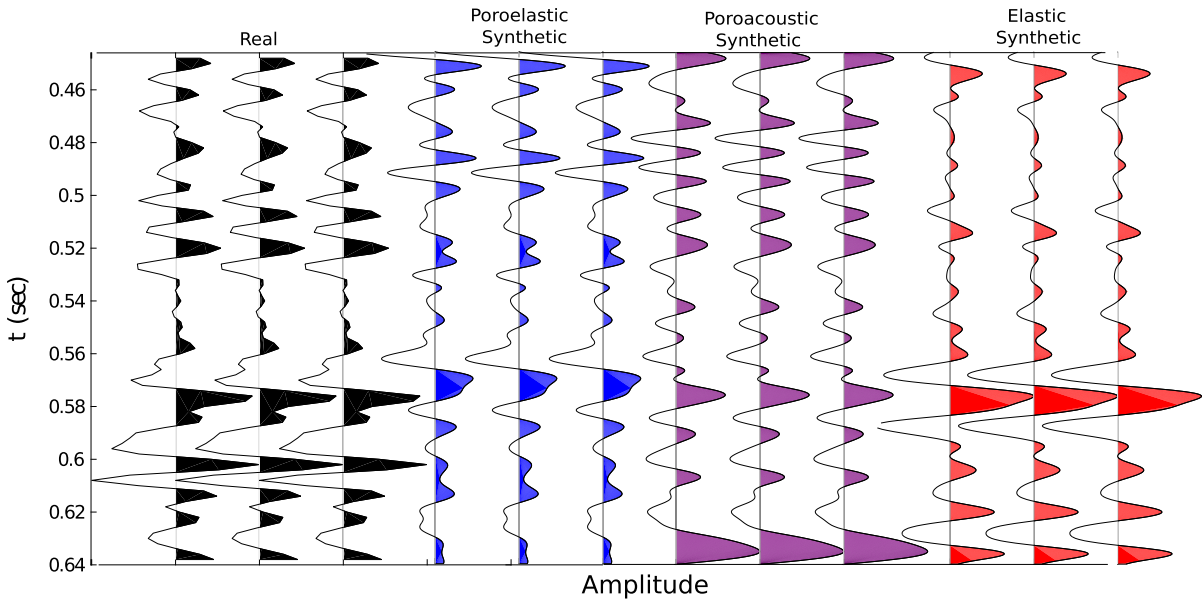 Real
Poroelastic
Synthetic
Poroacoustic
Synthetic
Elastic
Synthetic
0.46
0.48
0.5
0.52
0.54
0.56
0.58
0.6
0.62
0.64
t (sec)
Amplitude